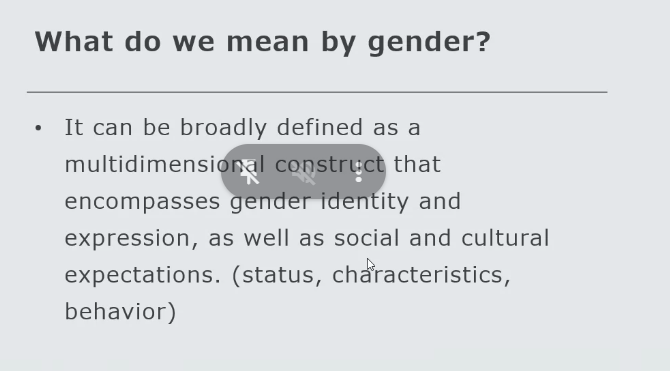 What do we mean by gender?
• It can be broadly defined as a
multidimensional construct that
encompasses gender identity and
expression, as well as social and cultural
expectations. (status, characteristics,
behavior)